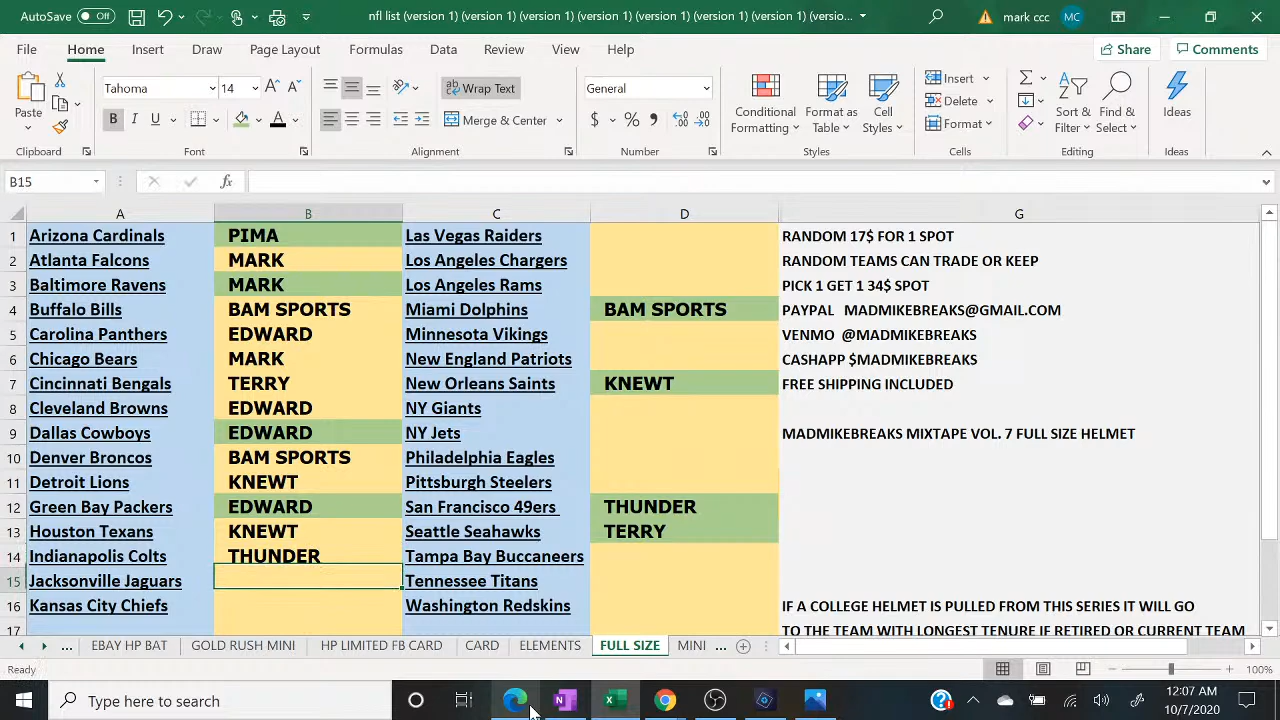 AutoSave Off nfl list (version 1) (version 1) (version 1) (version 1) (version 1) (version 1) (versio... mark ccc MC
File Home Insert Draw Page Layout Formulas Data Review View Help Share Comments
Paste Tahoma 14 A A ab Wrap Text General Conditional Formatting Format as Table Cell Styles Insert Delete Format Sort & Filter Find & Select Ideas
B I U A Merge & Center $ % 9
Clipboard Font Alignment Number Styles Cells Editing Ideas
B15 fx
A B C D G
1 Arizona Cardinals PIMA Las Vegas Raiders RANDOM 17$ FOR 1 SPOT
2 Atlanta Falcons MARK Los Angeles Chargers RANDOM TEAMS CAN TRADE OR KEEP
3 Baltimore Ravens MARK Los Angeles Rams PICK 1 GET 1 34$ SPOT
4 Buffalo Bills BAM SPORTS Miami Dolphins BAM SPORTS PAYPAL MADMIKEBREAKS@GMAIL.COM
5 Carolina Panthers EDWARD Minnesota Vikings VENMO @MADMIKEBREAKS
6 Chicago Bears MARK New England Patriots CASHAPP $MADMIKEBREAKS
7 Cincinnati Bengals TERRY New Orleans Saints KNEWT FREE SHIPPING INCLUDED
8 Cleveland Browns EDWARD NY Giants
9 Dallas Cowboys EDWARD NY Jets MADMIKEBREAKS MIXTAPE VOL. 7 FULL SIZE HELMET
10 Denver Broncos BAM SPORTS Philadelphia Eagles
11 Detroit Lions KNEWT Pittsburgh Steelers
12 Green Bay Packers EDWARD San Francisco 49ers THUNDER
13 Houston Texans KNEWT Seattle Seahawks TERRY
14 Indianapolis Colts THUNDER Tampa Bay Buccaneers
15 Jacksonville Jaguars Tennessee Titans
16 Kansas City Chiefs Washington Redskins IF A COLLEGE HELMET IS PULLED FROM THIS SERIES IT WILL GO
17 TO THE TEAM WITH LONGEST TENURE IF RETIRED OR CURRENT TEAM
... EBAY HP BAT GOLD RUSH MINI HP LIMITED FB CARD CARD ELEMENTS FULL SIZE MINI ...
Ready 100%
Type here to search 12:07 AM
10/7/2020